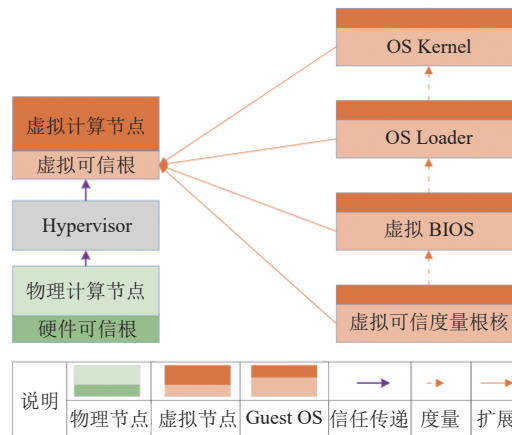 OS Kernel
虚拟计算节点
虚拟可信根
OS Loader
Hypervisor
虚拟 BIOS
物理计算节点
硬件可信根
虚拟可信度量根核
说明
物理节点
虚拟节点
Guest OS
信任传递
度量
扩展